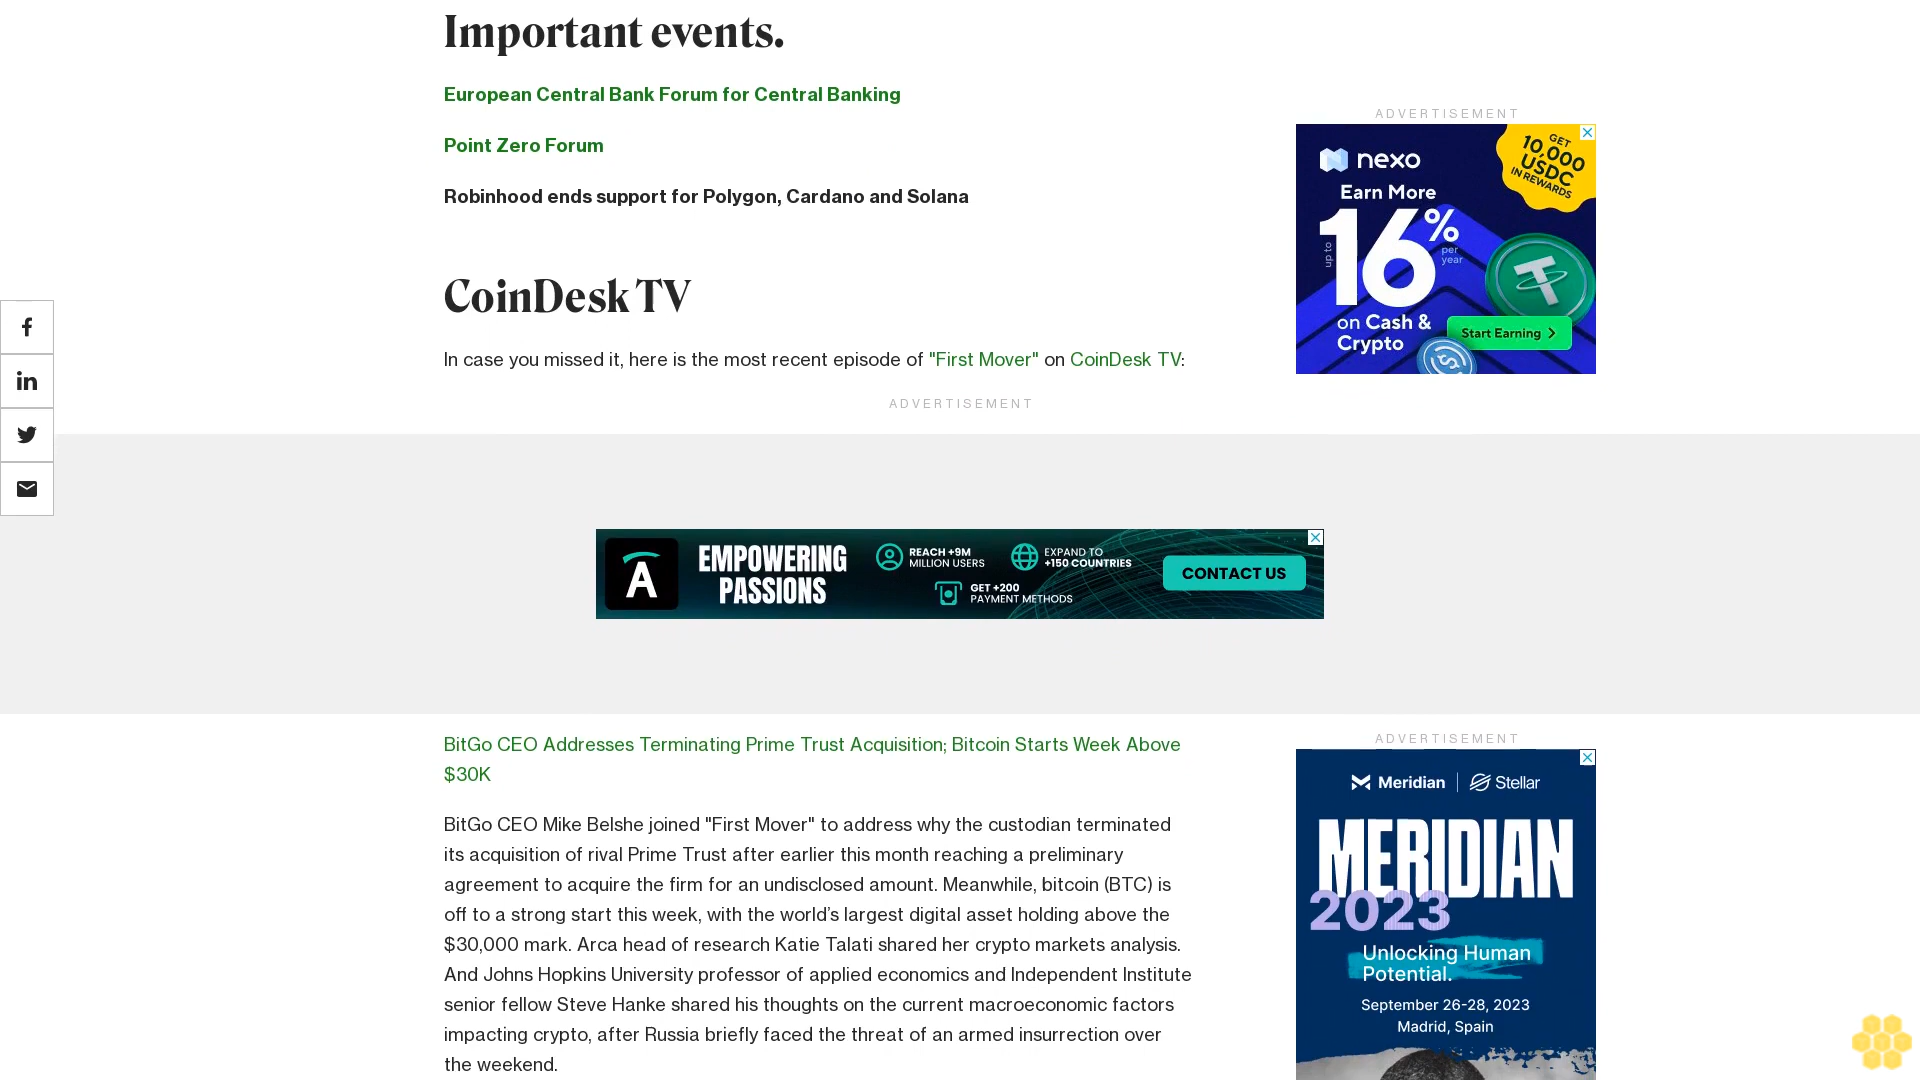 Important events.
European Central Bank Forum for Central Banking
Point Zero Forum
Robinhood ends support for Polygon, Cardano and Solana
CoinDesk TV
In case you missed it, here is the most recent episode of "First Mover" on CoinDesk TV:
ADVERTISEMENT
nexo
GET
10,000
USDC
IN REWARDS
Earn More
up to
16%
per
year
on Cash &
Crypto
Start Earning
ADVERTISEMENT
A
EMPOWERING
PASSIONS
REACH +9M
MILLION USERS
EXPAND TO
+150 COUNTRIES
GET +200
PAYMENT METHODS
CONTACT US
BitGo CEO Addresses Terminating Prime Trust Acquisition; Bitcoin Starts Week Above
$30K
BitGo CEO Mike Belshe joined "First Mover" to address why the custodian terminated
its acquisition of rival Prime Trust after earlier this month reaching a preliminary
agreement to acquire the firm for an undisclosed amount. Meanwhile, bitcoin (BTC) is
off to a strong start this week, with the world’s largest digital asset holding above the
$30,000 mark. Arca head of research Katie Talati shared her crypto markets analysis.
And Johns Hopkins University professor of applied economics and Independent Institute
senior fellow Steve Hanke shared his thoughts on the current macroeconomic factors
impacting crypto, after Russia briefly faced the threat of an armed insurrection over
the weekend.
ADVERTISEMENT
Meridian | Stellar
MERIDIAN
2023
Unlocking Human
Potential.
September 26-28, 2023
Madrid, Spain